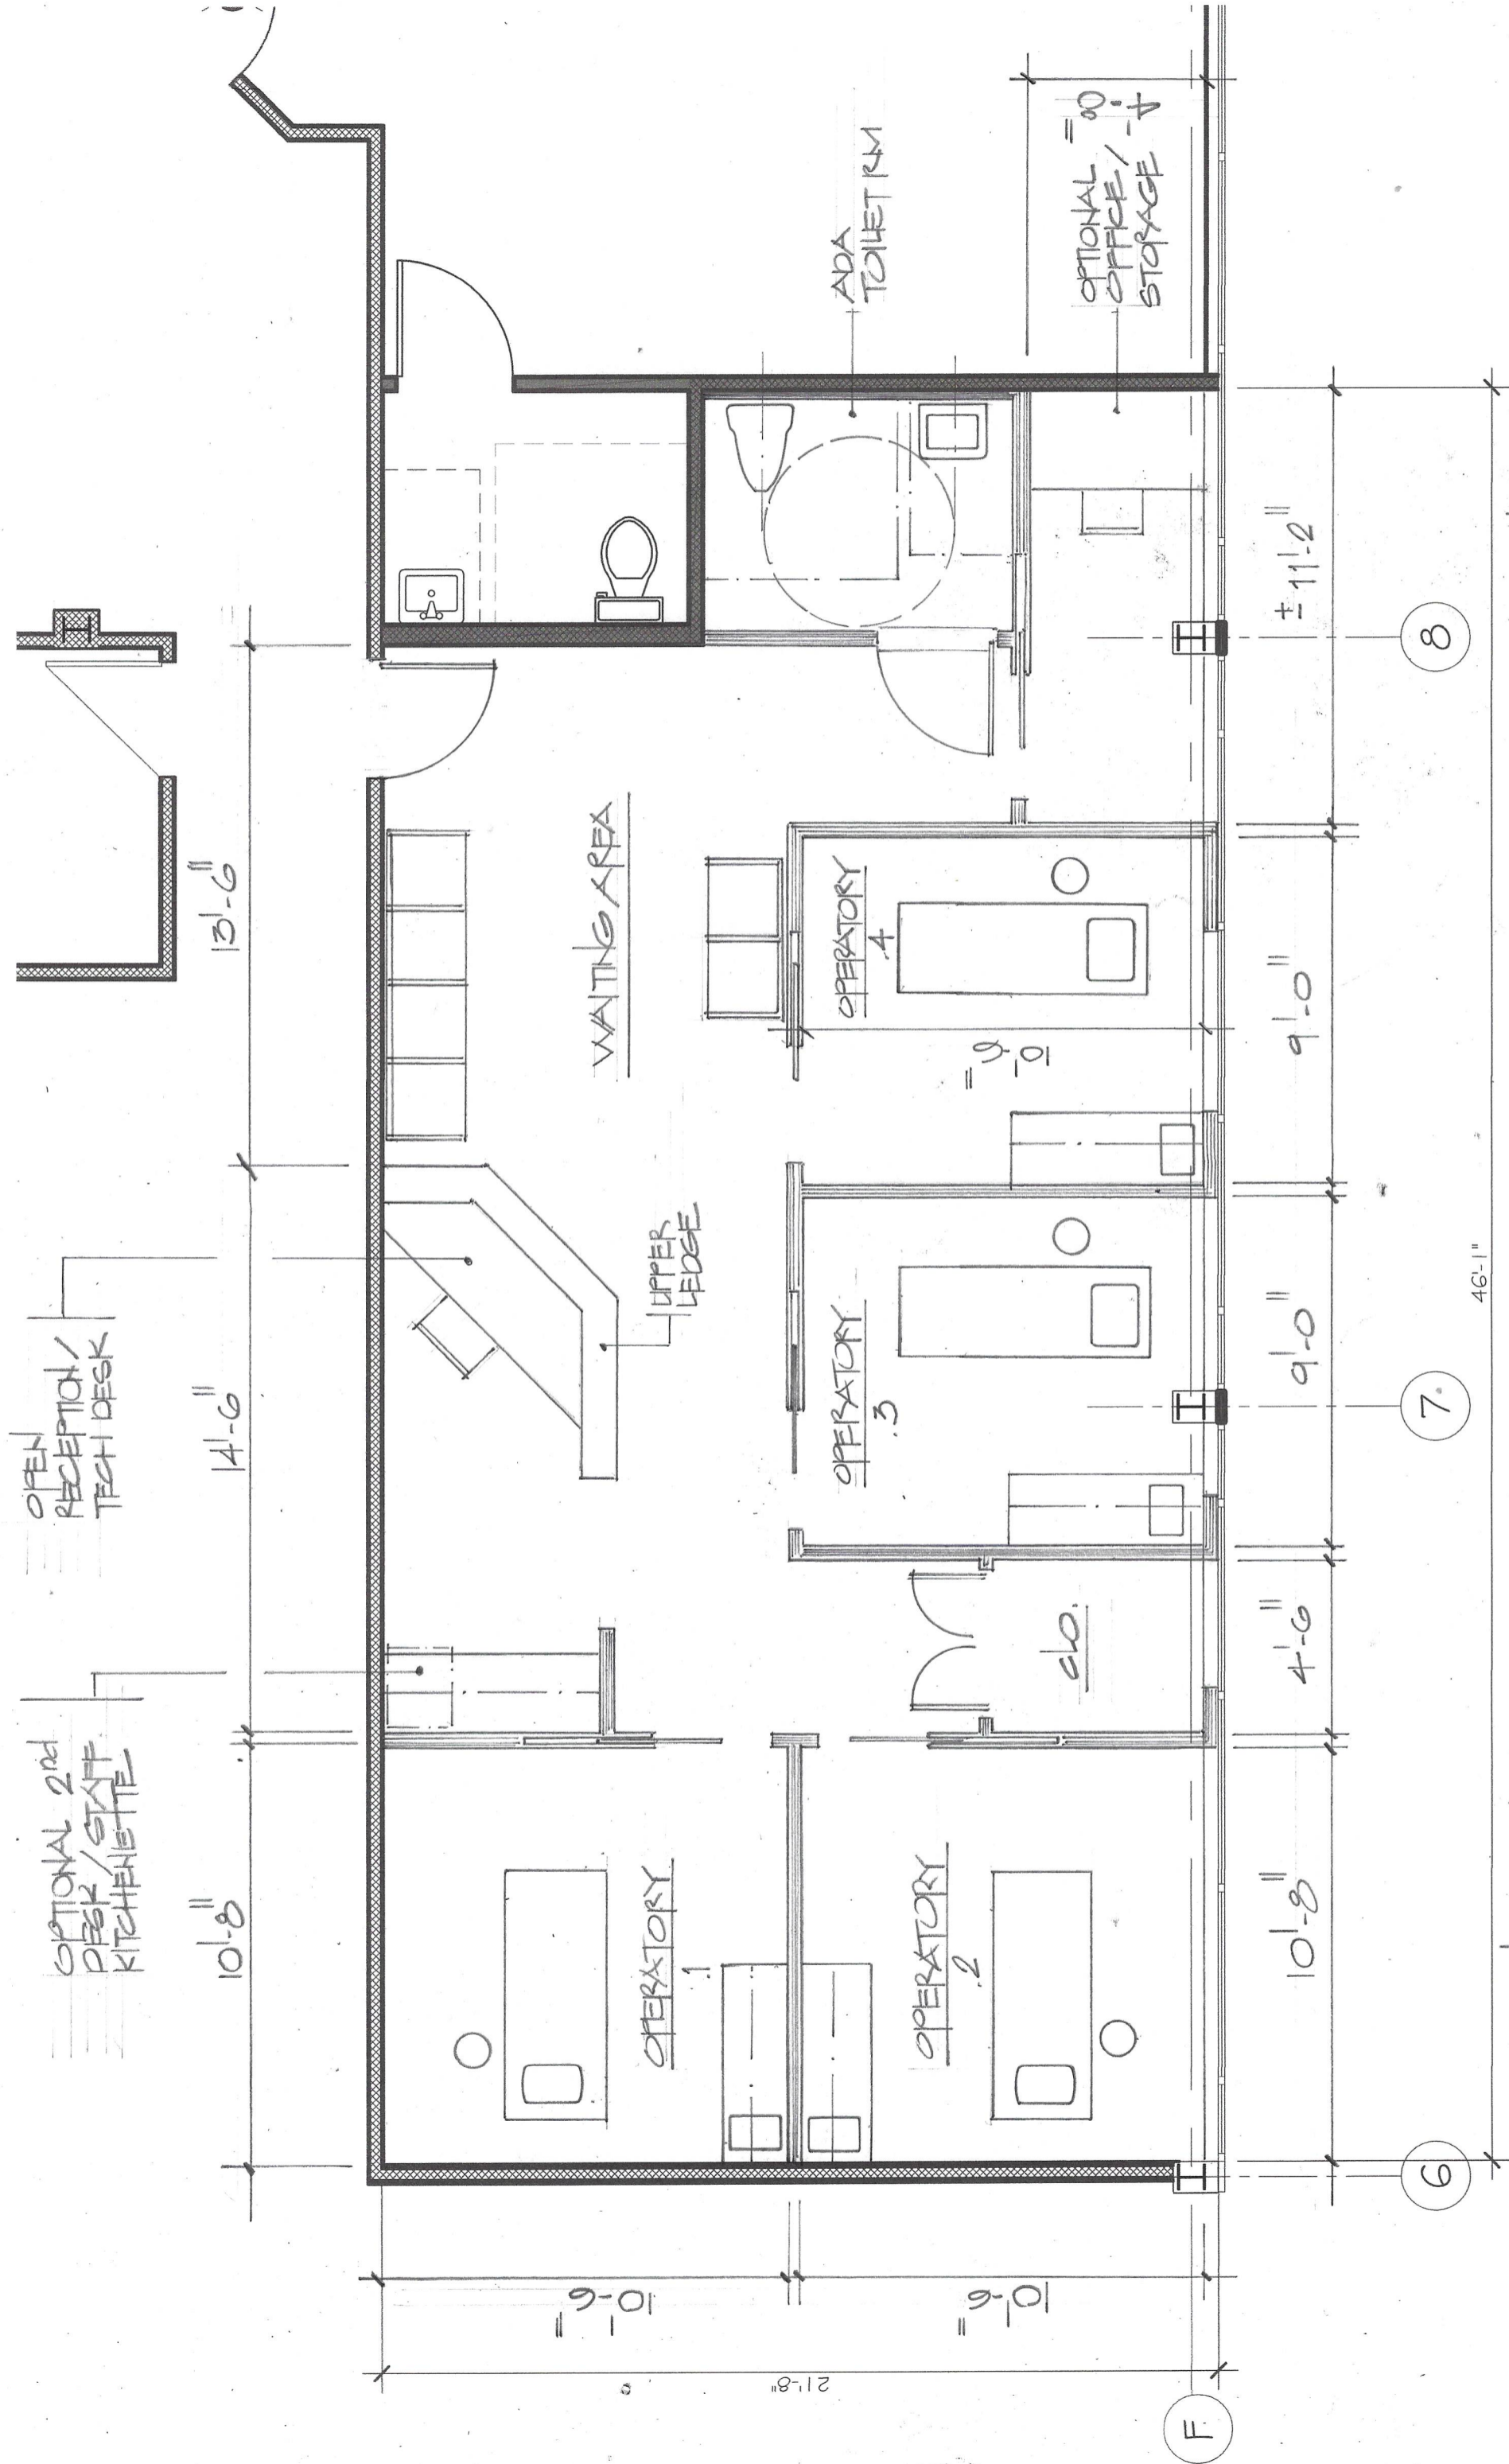 OPTIONAL 2nd
DESK / STAFF
KITCHENETTE
OPEN
RECEPTION /
TECH DESK
10'-8"
14'-6"
13'-6"
10'-6"
10'-6"
21'-8"
OPERATORY
.1
OPERATORY
.2
UPPER
LEDGE
WAITING AREA
OPERATORY
.3
OPERATORY
.4
10'-6"
CLO.
ADA
TOILET RM
OPTIONAL
OFFICE /
STORAGE
4'-8"
10'-8"
4'-6"
9'-0"
9'-0"
± 11'-2"
F
6
7
8
46'-1"